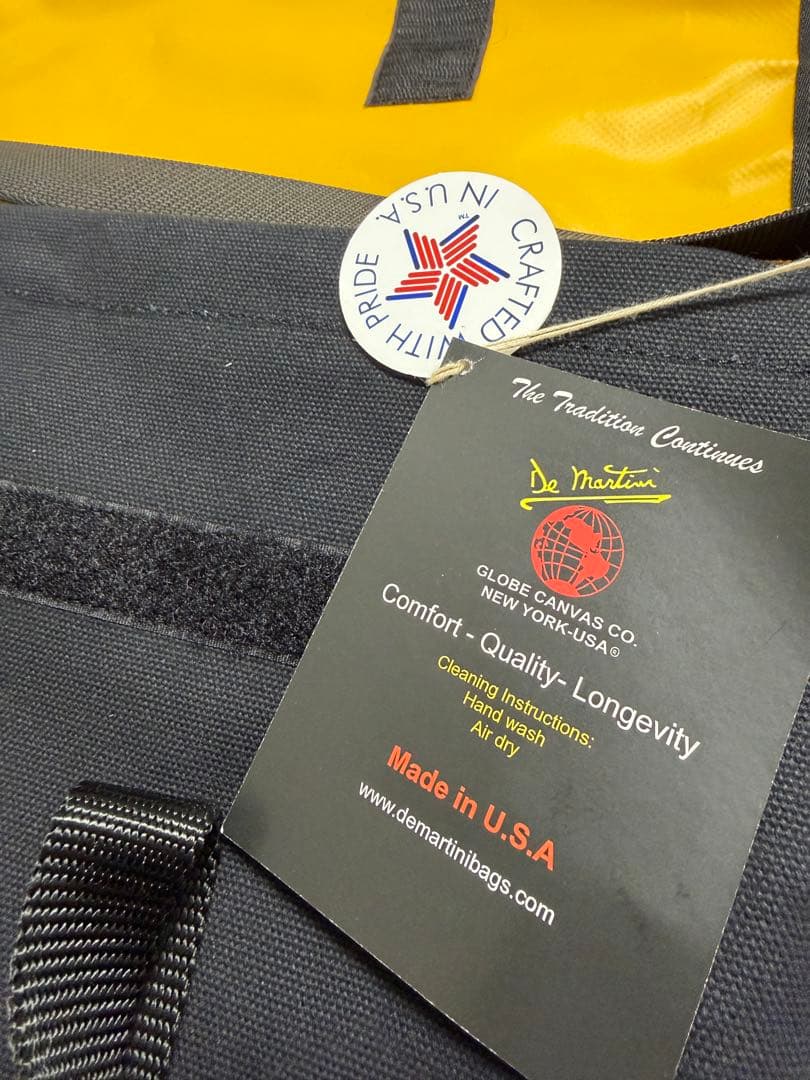 CRAFTED WITH PRIDE IN U.S.A.
TM
The Tradition Continues
De Martini
GLOBE CANVAS CO.
NEW YORK-USA©
Comfort - Quality- Longevity
Cleaning Instructions:
Hand wash
Air dry
Made in U.S.A
www.demartinibags.com